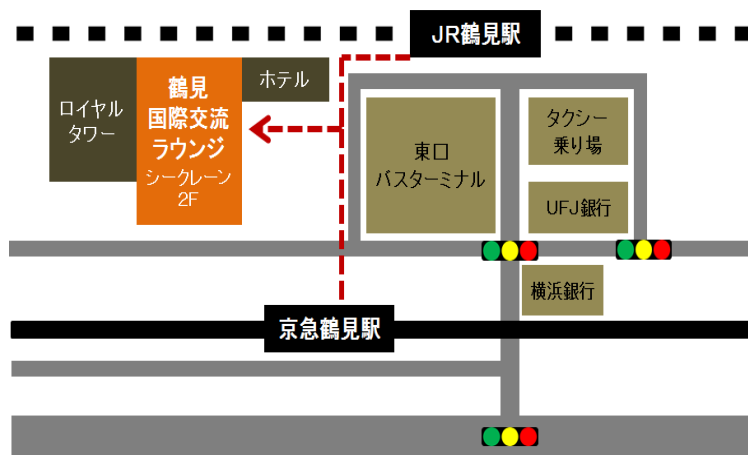 JR鶴見駅
ロイヤル
タワー
鶴見
国際交流
ラウンジ
シークレーン
2F
ホテル
東口
バスターミナル
タクシー
乗り場
UFJ銀行
横浜銀行
京急鶴見駅